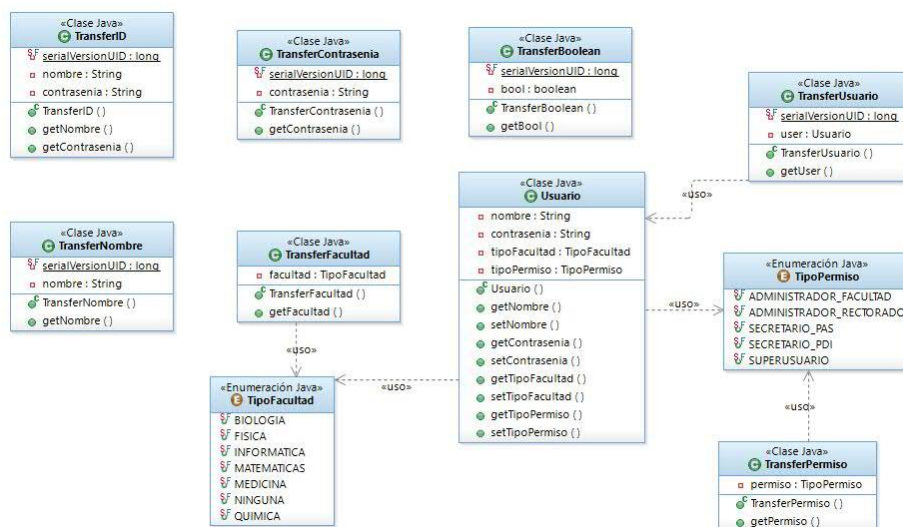 «Clase Java»
TransferID
serialVersionUID : long
nombre : String
contrasenia : String
TransferID ()
getNombre ()
getContrasenia ()
«Clase Java»
TransferContrasenia
serialVersionUID : long
contrasenia : String
TransferContrasenia ()
getContrasenia ()
«Clase Java»
TransferBoolean
serialVersionUID : long
bool : boolean
TransferBoolean ()
getBool ()
«Clase Java»
TransferUsuario
serialVersionUID : long
user : Usuario
TransferUsuario ()
getUser ()
«uso»
«Clase Java»
TransferNombre
serialVersionUID : long
nombre : String
TransferNombre ()
getNombre ()
«Clase Java»
TransferFacultad
facultad : TipoFacultad
TransferFacultad ()
getFacultad ()
«uso»
«Clase Java»
Usuario
nombre : String
contrasenia : String
tipoFacultad : TipoFacultad
tipoPermiso : TipoPermiso
Usuario ()
getNombre ()
setNombre ()
getContrasenia ()
setContrasenia ()
getTipoFacultad ()
setTipoFacultad ()
getTipoPermiso ()
setTipoPermiso ()
«uso»
«uso»
«Enumeración Java»
TipoPermiso
ADMINISTRADOR_FACULTAD
ADMINISTRADOR_RECTORADO
SECRETARIO_PAS
SECRETARIO_PDI
SUPERUSUARIO
«Enumeración Java»
TipoFacultad
BIOLOGIA
FISICA
INFORMATICA
MATEMATICAS
MEDICINA
NINGUNA
QUIMICA
«uso»
«Clase Java»
TransferPermiso
permiso : TipoPermiso
TransferPermiso ()
getPermiso ()